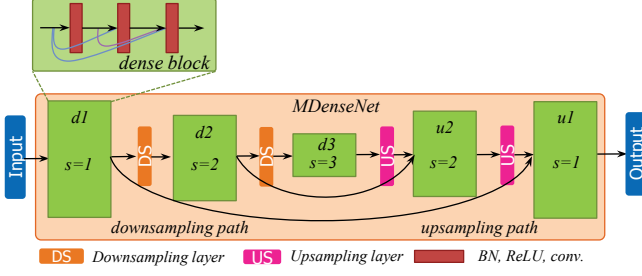 dense block
MDenseNet
Input
d1
s=1
DS
d2
s=2
DS
d3
s=3
US
u2
s=2
US
u1
s=1
Output
downsampling path
upsampling path
DS Downsampling layer
US Upsampling layer
BN, ReLU, conv.